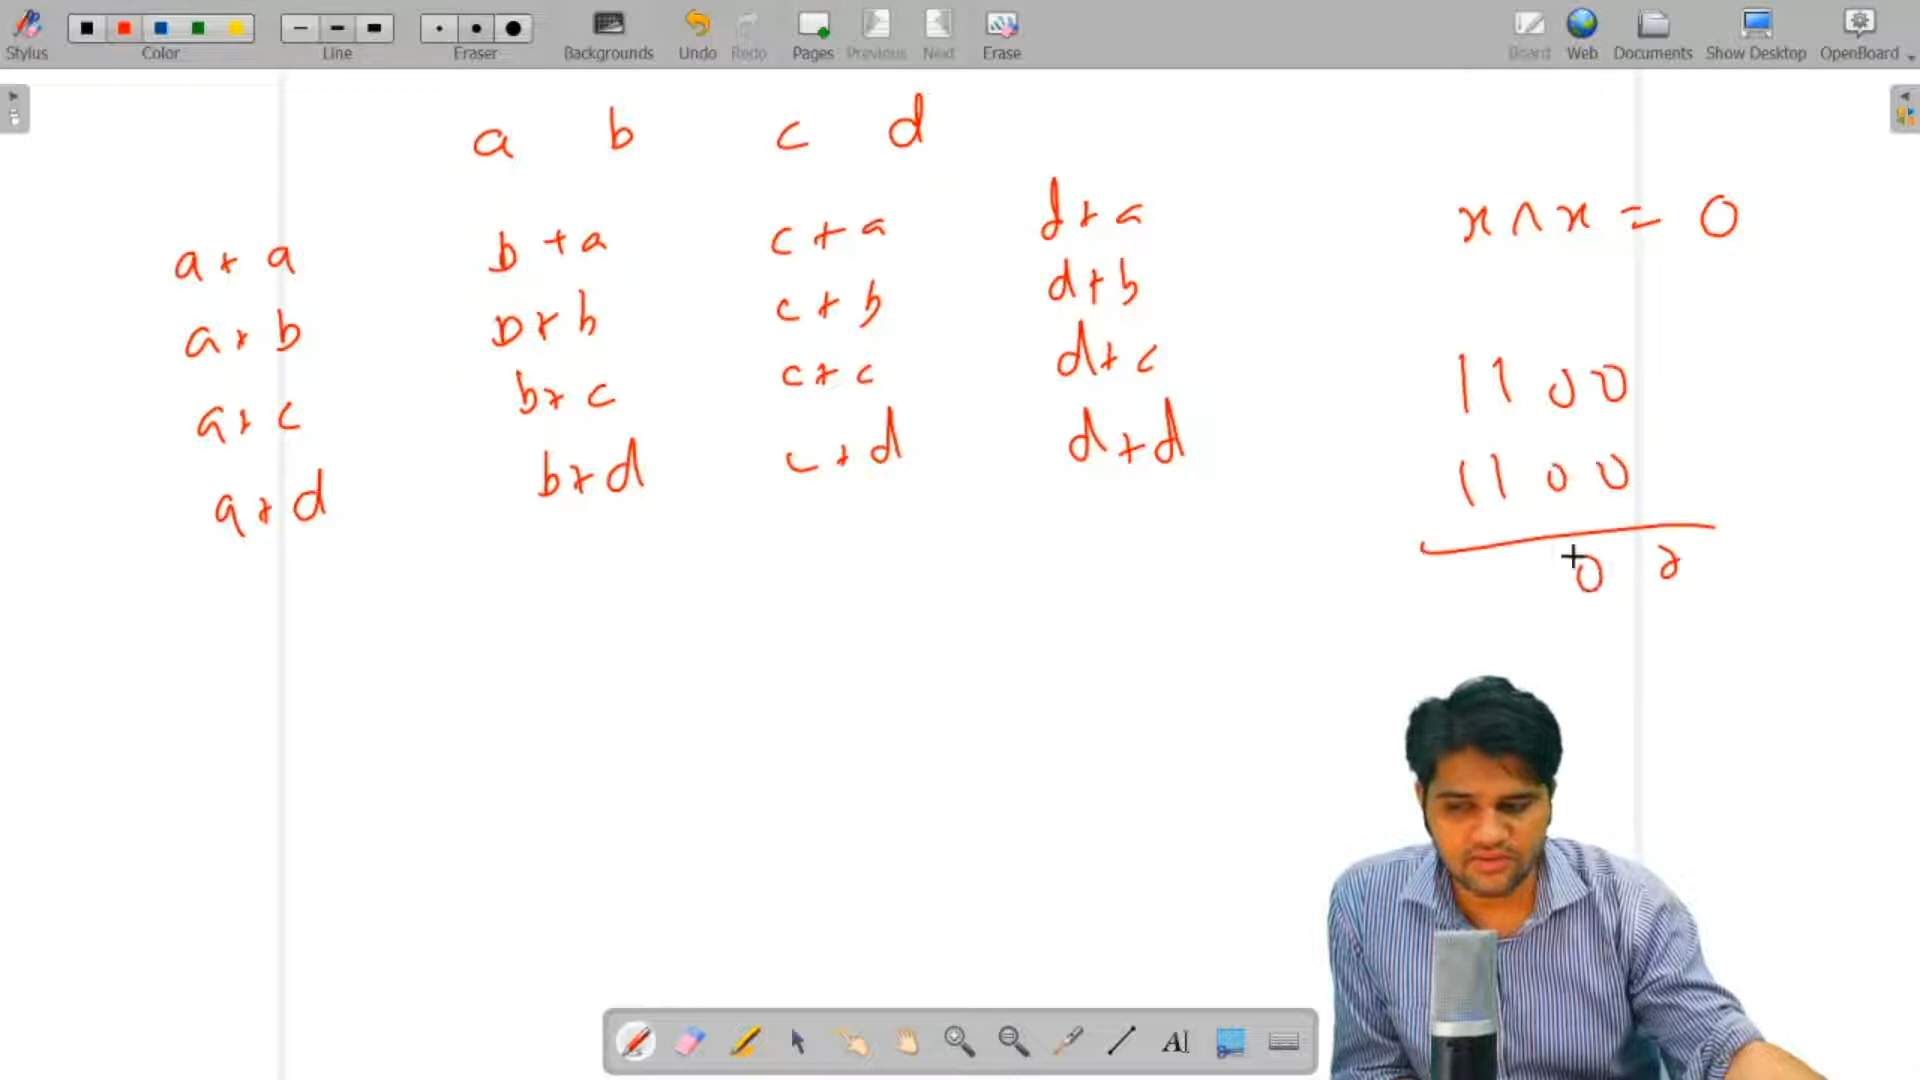 Stylus Color Line Eraser Backgrounds Undo Redo Pages Previous Next Erase Board Web Documents Show Desktop OpenBoard
a b c d
a + a b + a c + a d + a
a + b b + b c + b d + b
a + c b + c c + c d + c
a + d b + d c + d d + d
x ^ x = 0
1100
1100
0 0
AI